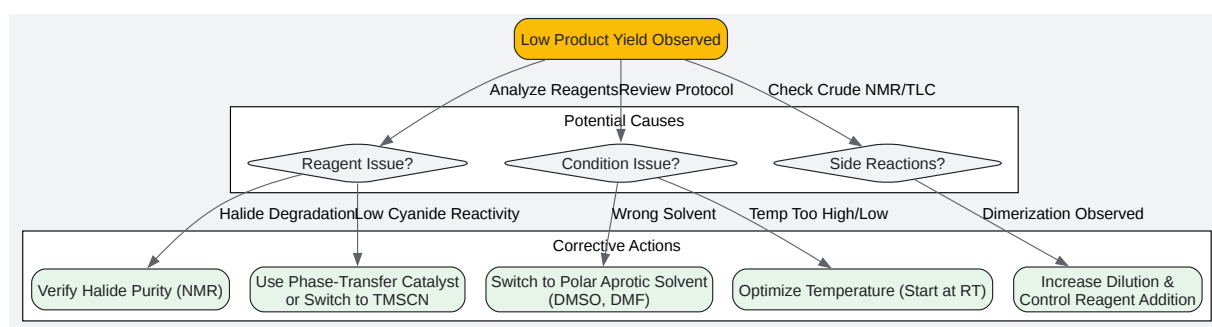 Low Product Yield Observed
Analyze Reagents
Review Protocol
Check Crude NMR/TLC
Potential Causes
Reagent Issue?
Condition Issue?
Side Reactions?
Halide Degradation
Low Cyanide Reactivity
Wrong Solvent
Temp Too High/Low
Dimerization Observed
Corrective Actions
Verify Halide Purity (NMR)
Use Phase-Transfer Catalyst
or Switch to TMSCN
Switch to Polar Aprotic Solvent
(DMSO, DMF)
Optimize Temperature (Start at RT)
Increase Dilution &
Control Reagent Addition